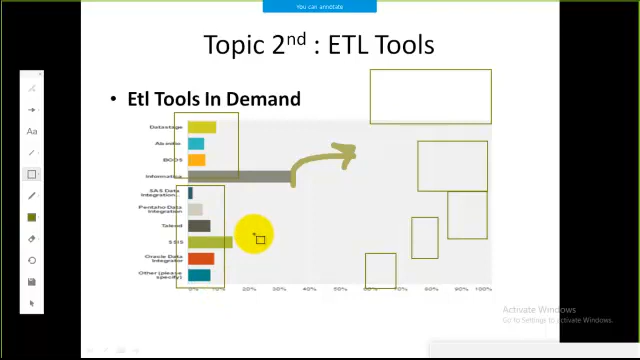 You can annotate
Topic 2nd : ETL Tools
• Etl Tools In Demand
Datastage
Ab-initio
BODS
Informatica
SAS Data
Integration...
Pentaho Data
Integration
Talend
SSIS
Oracle Data
Integrator
Other (please
specify)
0% 10% 20% 30% 40% 50% 60% 70% 80% 90% 100%
Aa
Activate Windows
Go to Settings to activate Windows.